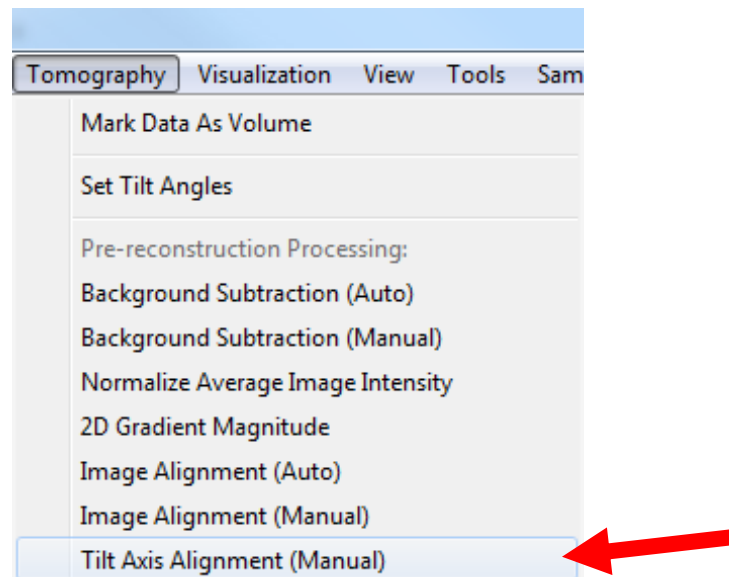 Tomography Visualization View Tools Sam
Mark Data As Volume
Set Tilt Angles
Pre-reconstruction Processing:
Background Subtraction (Auto)
Background Subtraction (Manual)
Normalize Average Image Intensity
2D Gradient Magnitude
Image Alignment (Auto)
Image Alignment (Manual)
Tilt Axis Alignment (Manual)